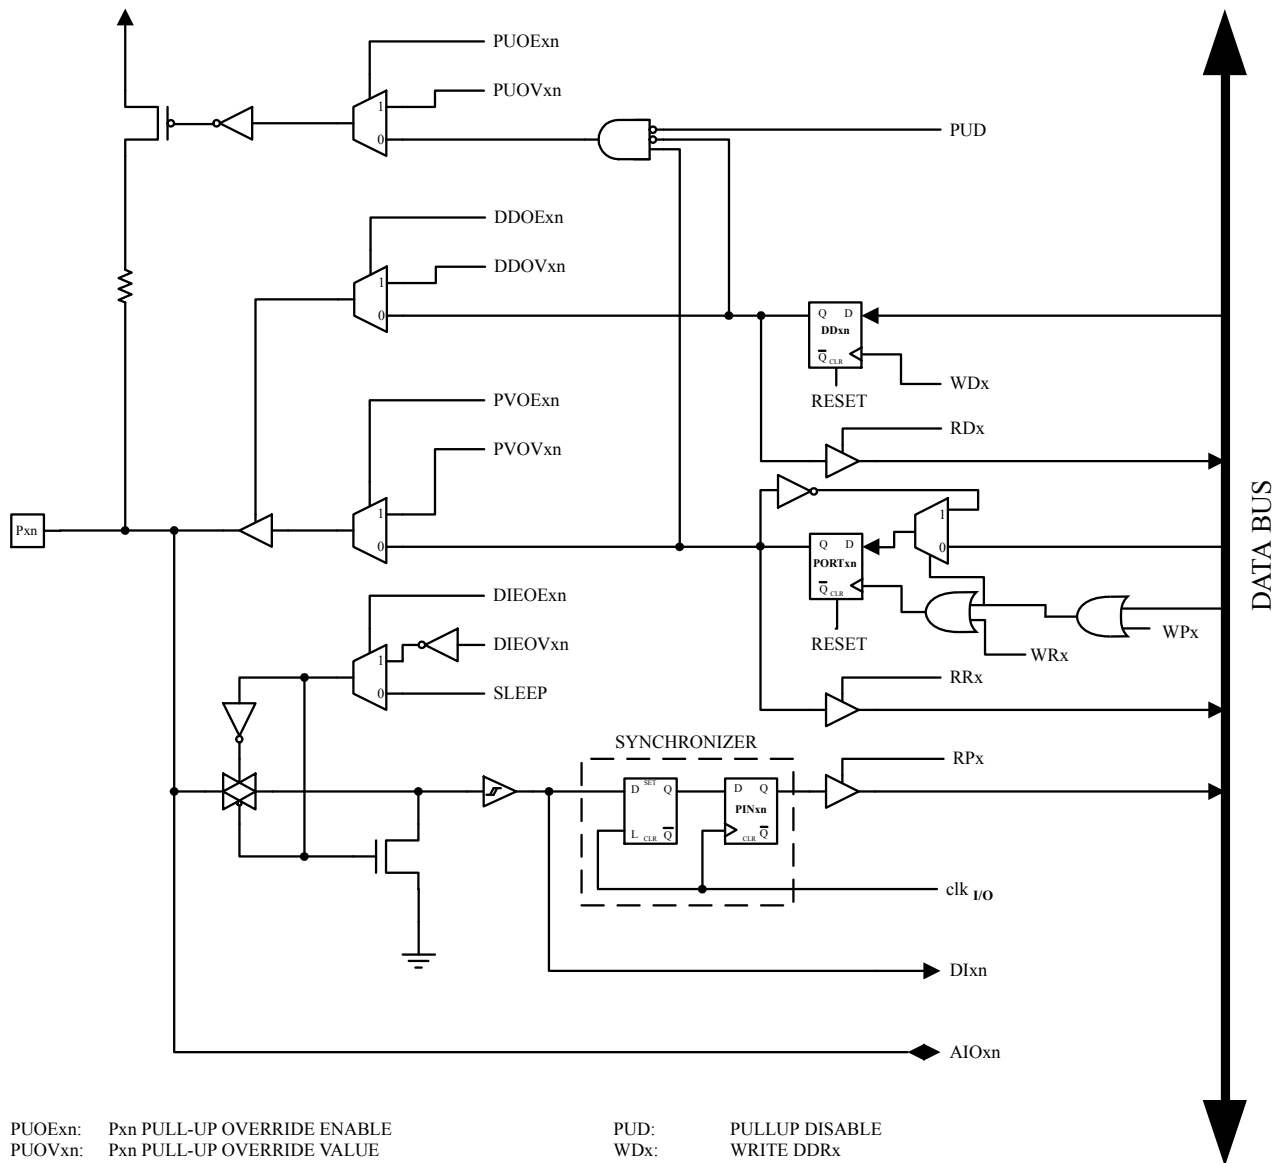 PUOExn
PUOVxn
1
0
PUD
DDOExn
DDOVxn
1
0
Q D
DDxn
Q CLR
WDx
RESET
RDx
PVOExn
PVOVxn
1
0
Pxn
Q D
PORTxn
Q CLR
1
0
RESET
WRx
WPx
RRx
DATA BUS
DIEOExn
DIEOVxn
1
0
SLEEP
SYNCHRONIZER
D SET Q
L CLR Q
D Q
PINxn
CLR Q
RPx
clk I/O
DIxn
AIOxn
PUOExn: Pxn PULL-UP OVERRIDE ENABLE
PUOVxn: Pxn PULL-UP OVERRIDE VALUE
PUD: PULLUP DISABLE
WDx: WRITE DDRx